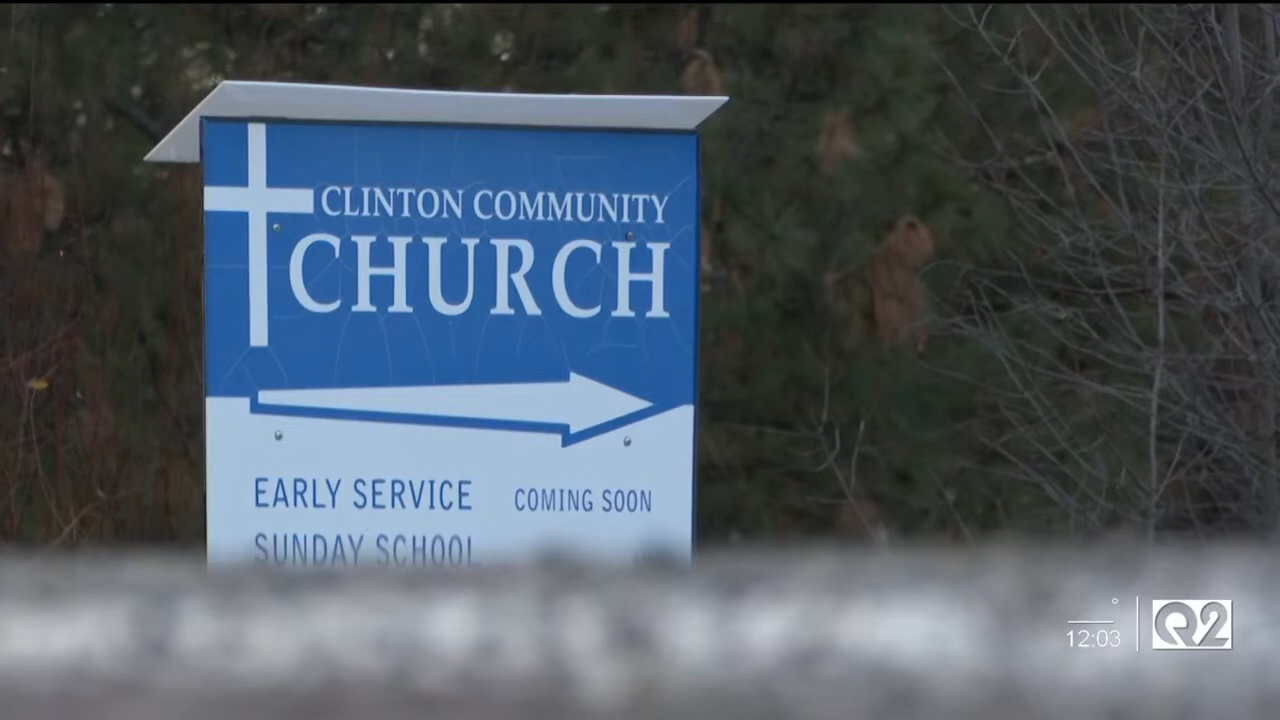 CLINTON COMMUNITY
CHURCH
EARLY SERVICE COMING SOON
SUNDAY SCHOOL
12:03
Q2